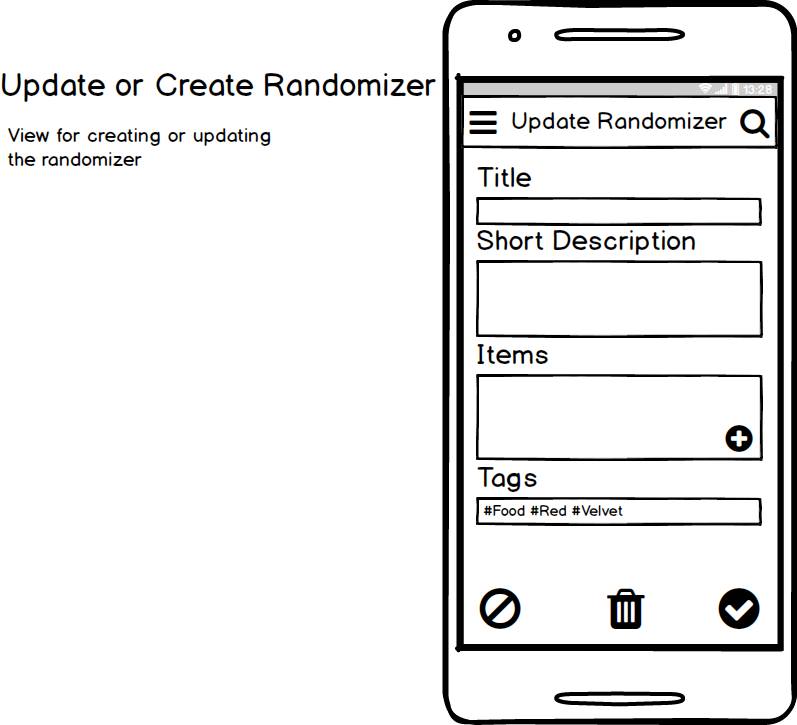 Update or Create Randomizer
View for creating or updating
the randomizer
13:28
Update Randomizer
Title
Short Description
Items
Tags
#Food #Red #Velvet